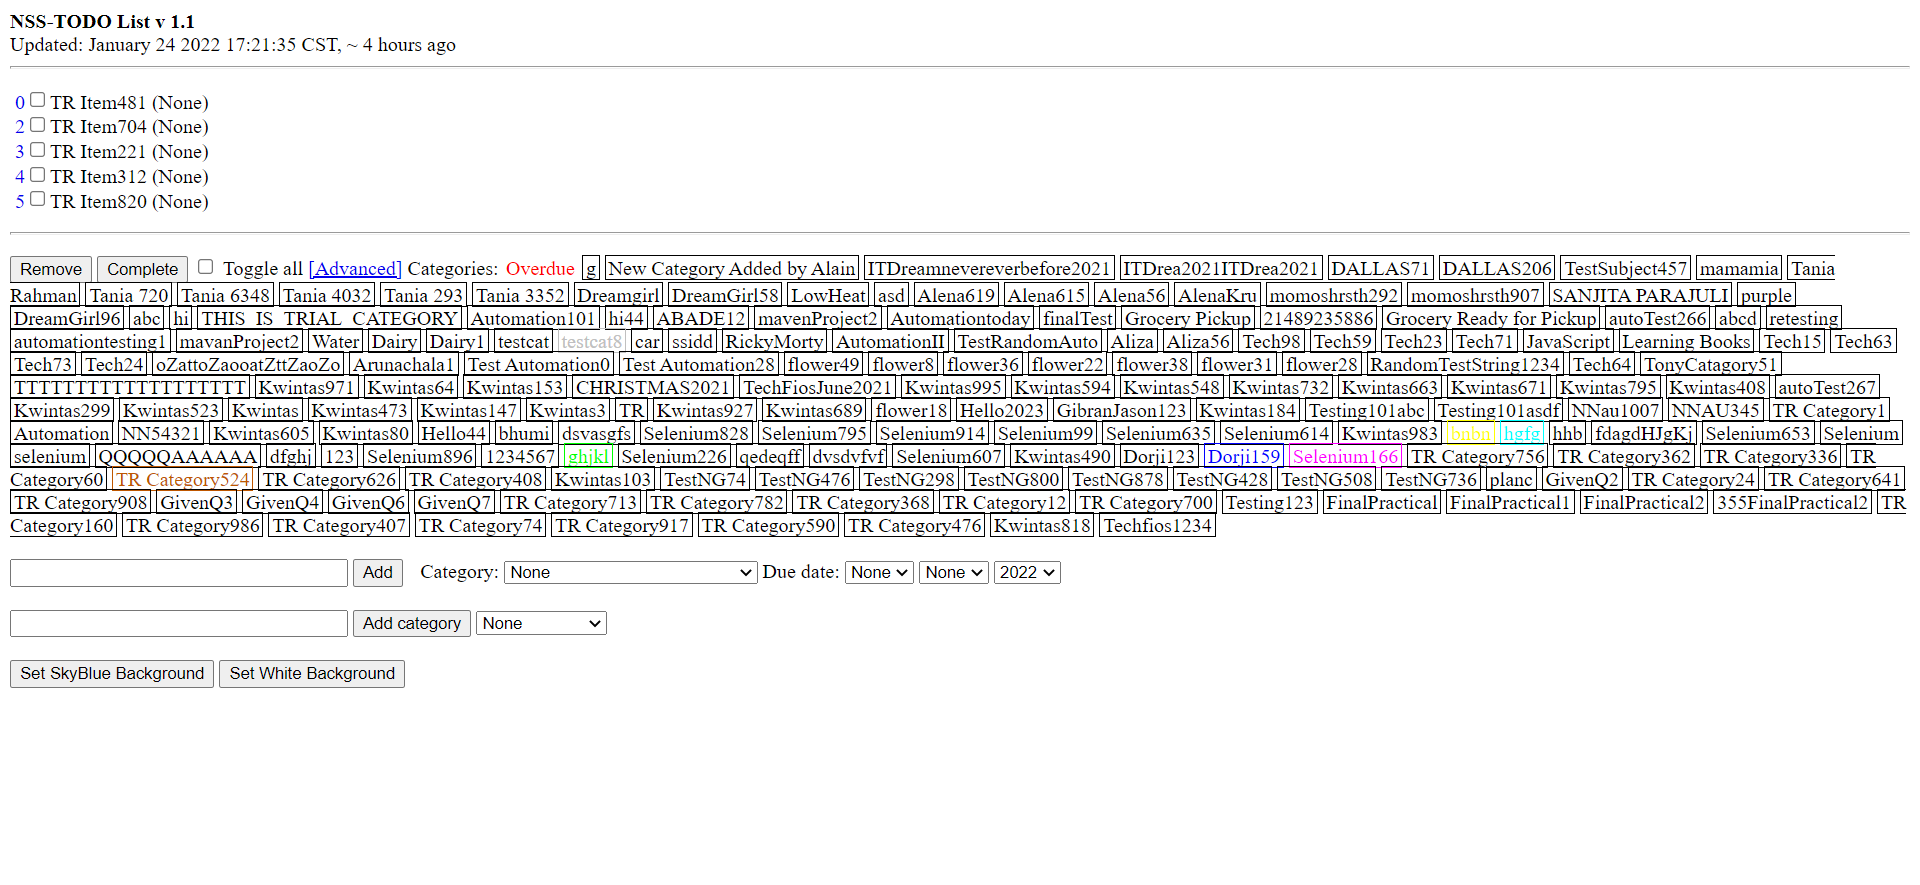 NSS-TODO List v 1.1
Updated: January 24 2022 17:21:35 CST, ~ 4 hours ago
0 TR Item481 (None)
2 TR Item704 (None)
3 TR Item221 (None)
4 TR Item312 (None)
5 TR Item820 (None)
Remove Complete Toggle all [Advanced] Categories: Overdue g New Category Added by Alain ITDreamnevereverbefore2021 ITDrea2021ITDrea2021 DALLAS71 DALLAS206 TestSubject457 mamamia Tania
Rahman Tania 720 Tania 6348 Tania 4032 Tania 293 Tania 3352 Dreamgirl DreamGirl58 LowHeat asd Alena619 Alena615 Alena56 AlenaKru momoshrsth292 momoshrsth907 SANJITA PARAJULI purple
DreamGirl96 abc hi THIS_IS_TRIAL_CATEGORY Automation101 hi44 ABADE12 mavenProject2 Automationtoday finalTest Grocery Pickup 21489235886 Grocery Ready for Pickup autoTest266 abcd retesting
automationtesting1 mavanProject2 Water Dairy Dairy1 testcat testcat8 car ssidd RickyMorty AutomationII TestRandomAuto Aliza Aliza56 Tech98 Tech59 Tech23 Tech71 JavaScript Learning Books Tech15 Tech63
Tech73 Tech24 oZattoZaooatZttZaoZo Arunachala1 Test Automation0 Test Automation28 flower49 flower8 flower36 flower22 flower38 flower31 flower28 RandomTestString1234 Tech64 TonyCatagory51
TTTTTTTTTTTTTTTTTTT Kwintas971 Kwintas64 Kwintas153 CHRISTMAS2021 TechFiosJune2021 Kwintas995 Kwintas594 Kwintas548 Kwintas732 Kwintas663 Kwintas671 Kwintas795 Kwintas408 autoTest267
Kwintas299 Kwintas523 Kwintas Kwintas473 Kwintas147 Kwintas3 TR Kwintas927 Kwintas689 flower18 Hello2023 GibranJason123 Kwintas184 Testing101abc Testing101asdf NNau1007 NNAU345 TR Category1
Automation NN54321 Kwintas605 Kwintas80 Hello44 bhumi dsvasgfs Selenium828 Selenium795 Selenium914 Selenium99 Selenium635 Selenium614 Kwintas983 bnbn hgfg hhb fdagdHJgKj Selenium653 Selenium
selenium QQQQQAAAAAA dfghj 123 Selenium896 1234567 ghjkl Selenium226 qedeqff dvsdvfvf Selenium607 Kwintas490 Dorji123 Dorji159 Selenium166 TR Category756 TR Category362 TR Category336 TR
Category60 TR Category524 TR Category626 TR Category408 Kwintas103 TestNG74 TestNG476 TestNG298 TestNG800 TestNG878 TestNG428 TestNG508 TestNG736 planc GivenQ2 TR Category24 TR Category641
TR Category908 GivenQ3 GivenQ4 GivenQ6 GivenQ7 TR Category713 TR Category782 TR Category368 TR Category12 TR Category700 Testing123 FinalPractical FinalPractical1 FinalPractical2 355FinalPractical2 TR
Category160 TR Category986 TR Category407 TR Category74 TR Category917 TR Category590 TR Category476 Kwintas818 Techfios1234
Add Category: None Due date: None None 2022
Add category None
Set SkyBlue Background Set White Background